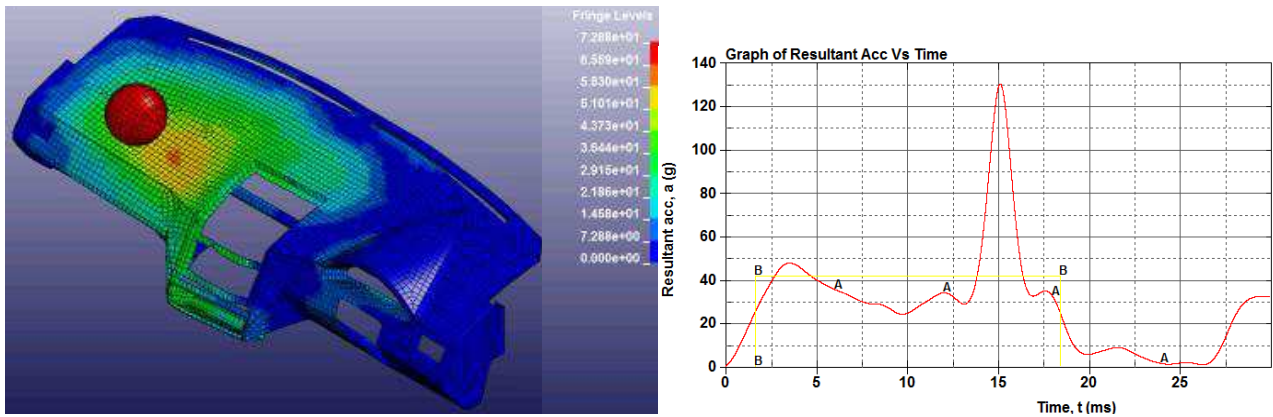 Fringe Levels
7.288e+01
6.559e+01
5.830e+01
5.101e+01
4.373e+01
3.644e+01
2.915e+01
2.186e+01
1.458e+01
7.288e+00
0.000e+00
Graph of Resultant Acc Vs Time
Resultant acc, a (g)
140
120
100
80
60
40
20
0
B
B
A
A
A
B
A
0
5
10
15
20
25
Time, t (ms)